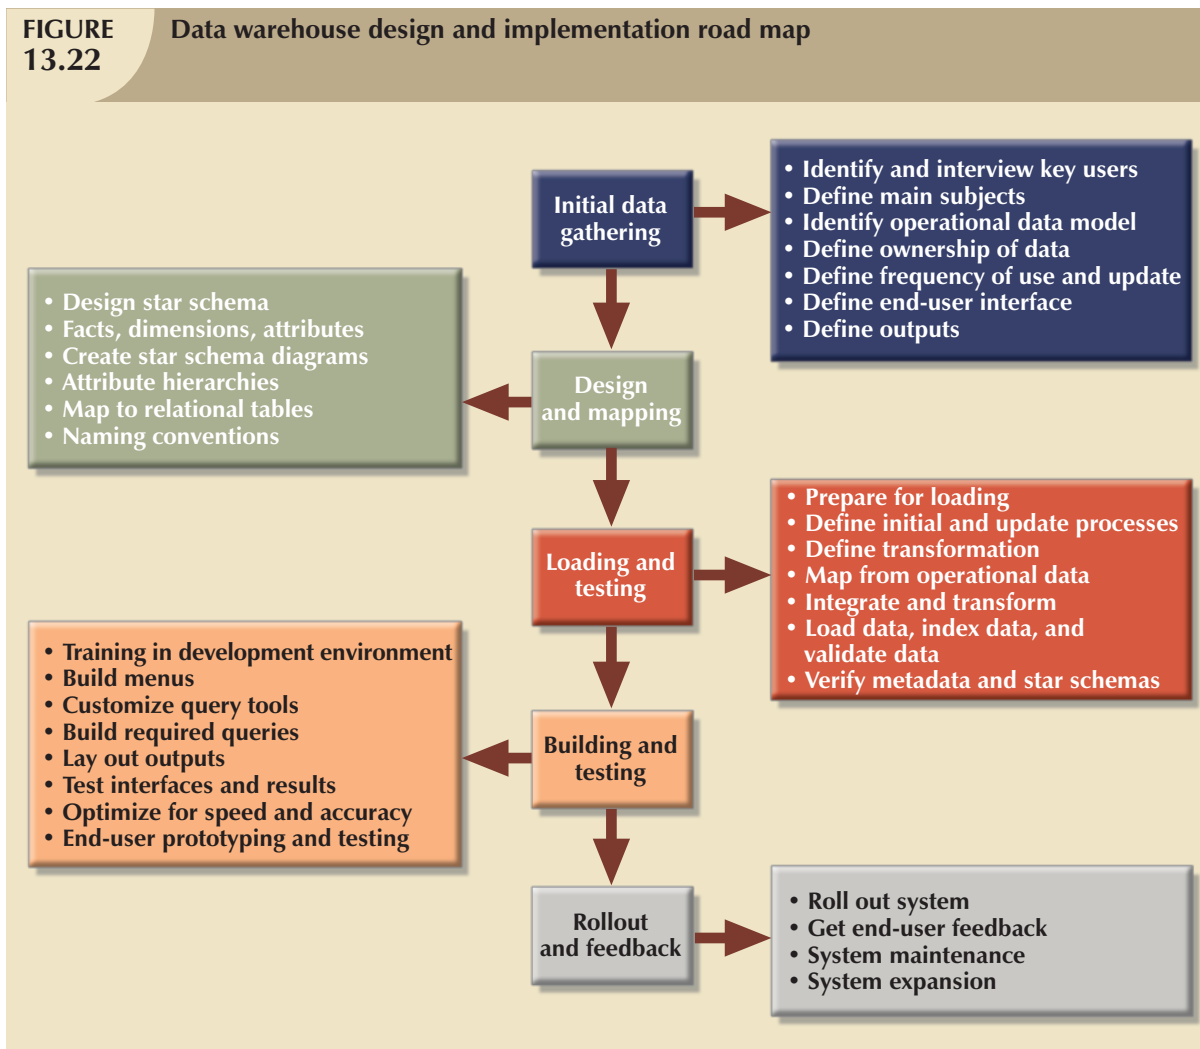 FIGURE
13.22
Data warehouse design and implementation road map
Initial data
gathering
• Identify and interview key users
• Define main subjects
• Identify operational data model
• Define ownership of data
• Define frequency of use and update
• Define end-user interface
• Define outputs
Design
and mapping
• Design star schema
• Facts, dimensions, attributes
• Create star schema diagrams
• Attribute hierarchies
• Map to relational tables
• Naming conventions
Loading and
testing
• Prepare for loading
• Define initial and update processes
• Define transformation
• Map from operational data
• Integrate and transform
• Load data, index data, and
validate data
• Verify metadata and star schemas
Building and
testing
• Training in development environment
• Build menus
• Customize query tools
• Build required queries
• Lay out outputs
• Test interfaces and results
• Optimize for speed and accuracy
• End-user prototyping and testing
Rollout
and feedback
• Roll out system
• Get end-user feedback
• System maintenance
• System expansion